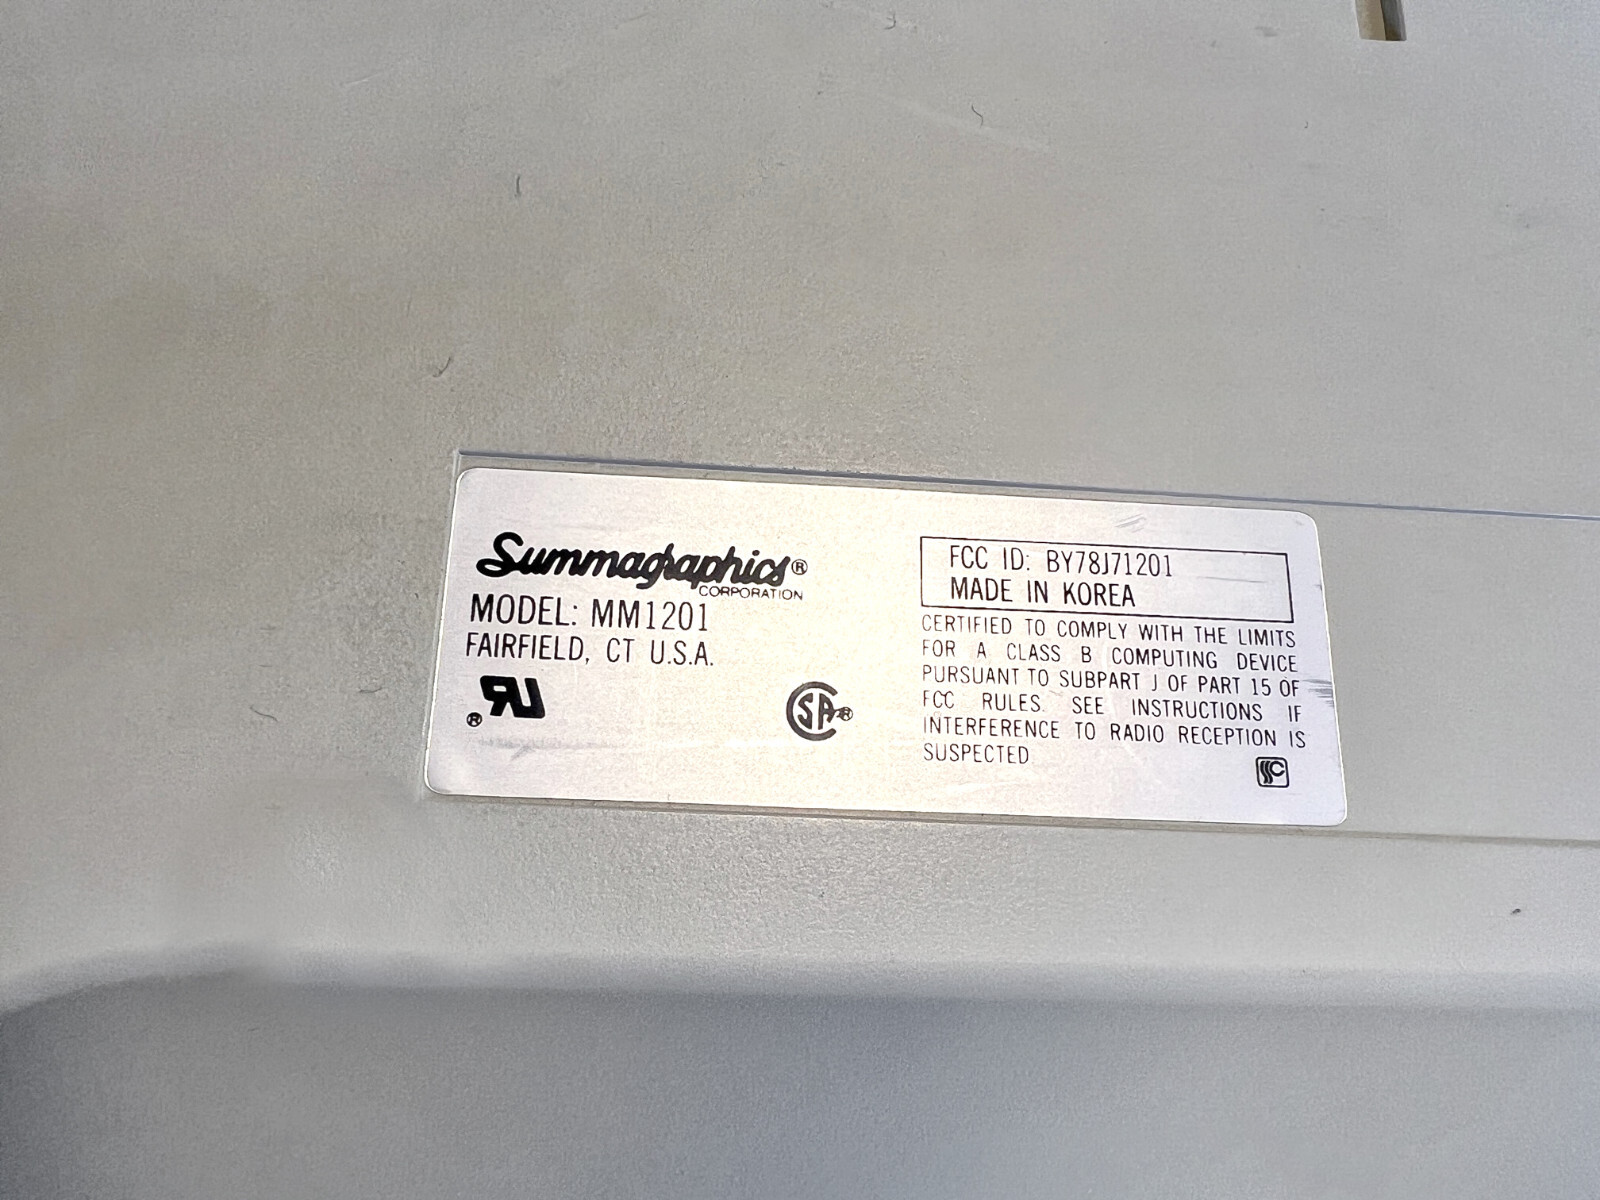 Summagraphics®
CORPORATION
MODEL: MM1201
FAIRFIELD, CT U.S.A.
RU®
SA®
FCC ID: BY78J71201
MADE IN KOREA
CERTIFIED TO COMPLY WITH THE LIMITS
FOR A CLASS B COMPUTING DEVICE
PURSUANT TO SUBPART J OF PART 15 OF
FCC RULES. SEE INSTRUCTIONS IF
INTERFERENCE TO RADIO RECEPTION IS
SUSPECTED